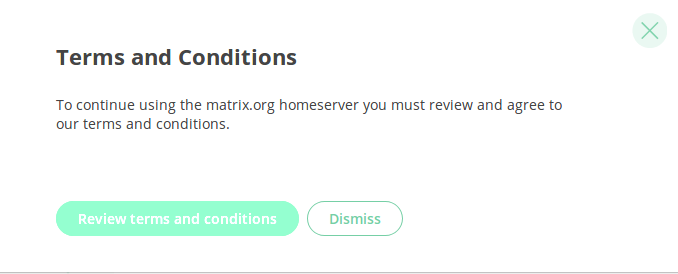 Terms and Conditions
To continue using the matrix.org homeserver you must review and agree to
our terms and conditions.
Review terms and conditions
Dismiss